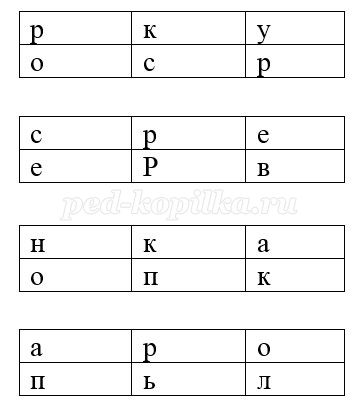 р к у
о с р
с р е
е Р в
ped-kopilka.ru
н к а
о п к
а р о
п ь л